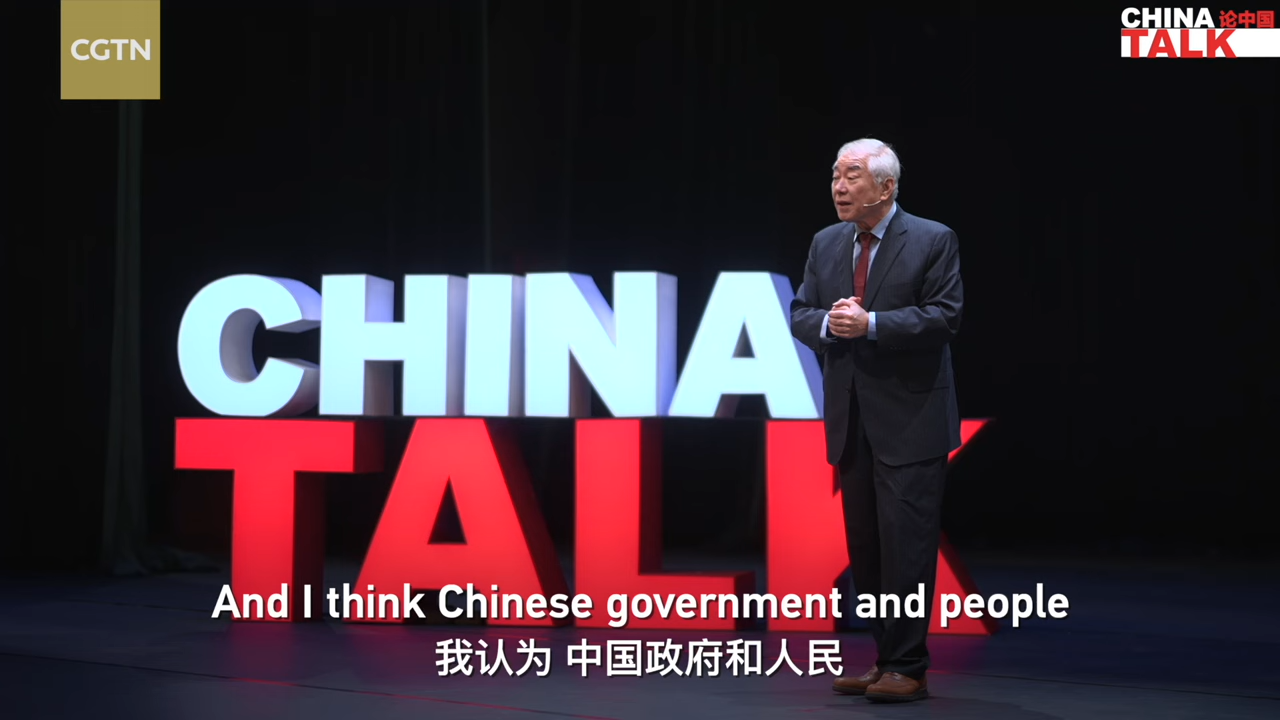 CGTN
CHINA 论中国
TALK
CHINA
TALK
And I think Chinese government and people
我认为 中国政府和人民